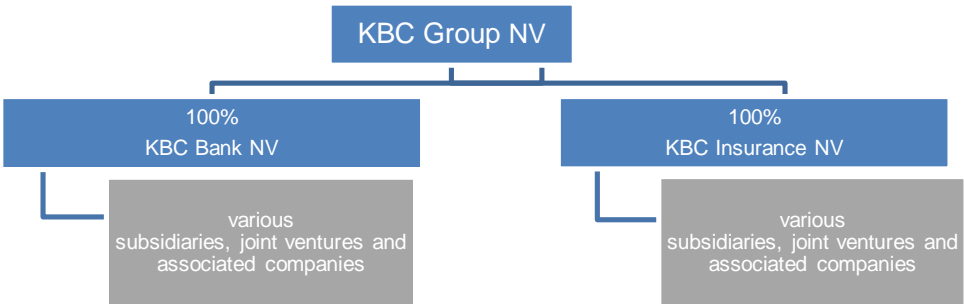 KBC Group NV
100%
KBC Bank NV
100%
KBC Insurance NV
various
subsidiaries, joint ventures and
associated companies
various
subsidiaries, joint ventures and
associated companies